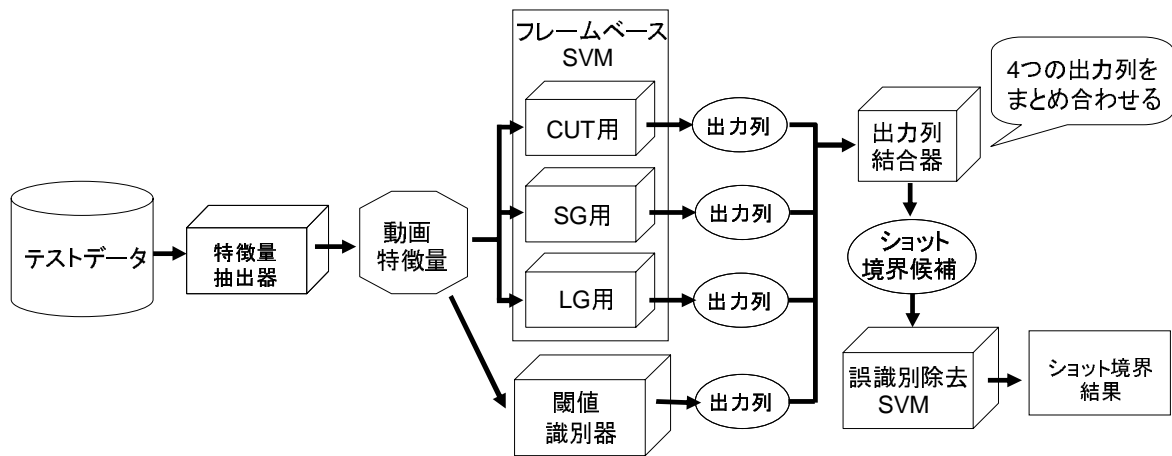 フレームベース
SVM
4つの出力列を
まとめ合わせる
CUT用
出力列
出力列
結合器
テストデータ
特徴量
抽出器
動画
特徴量
SG用
出力列
ショット
境界候補
LG用
出力列
閾値
識別器
出力列
誤識別除去
SVM
ショット境界
結果